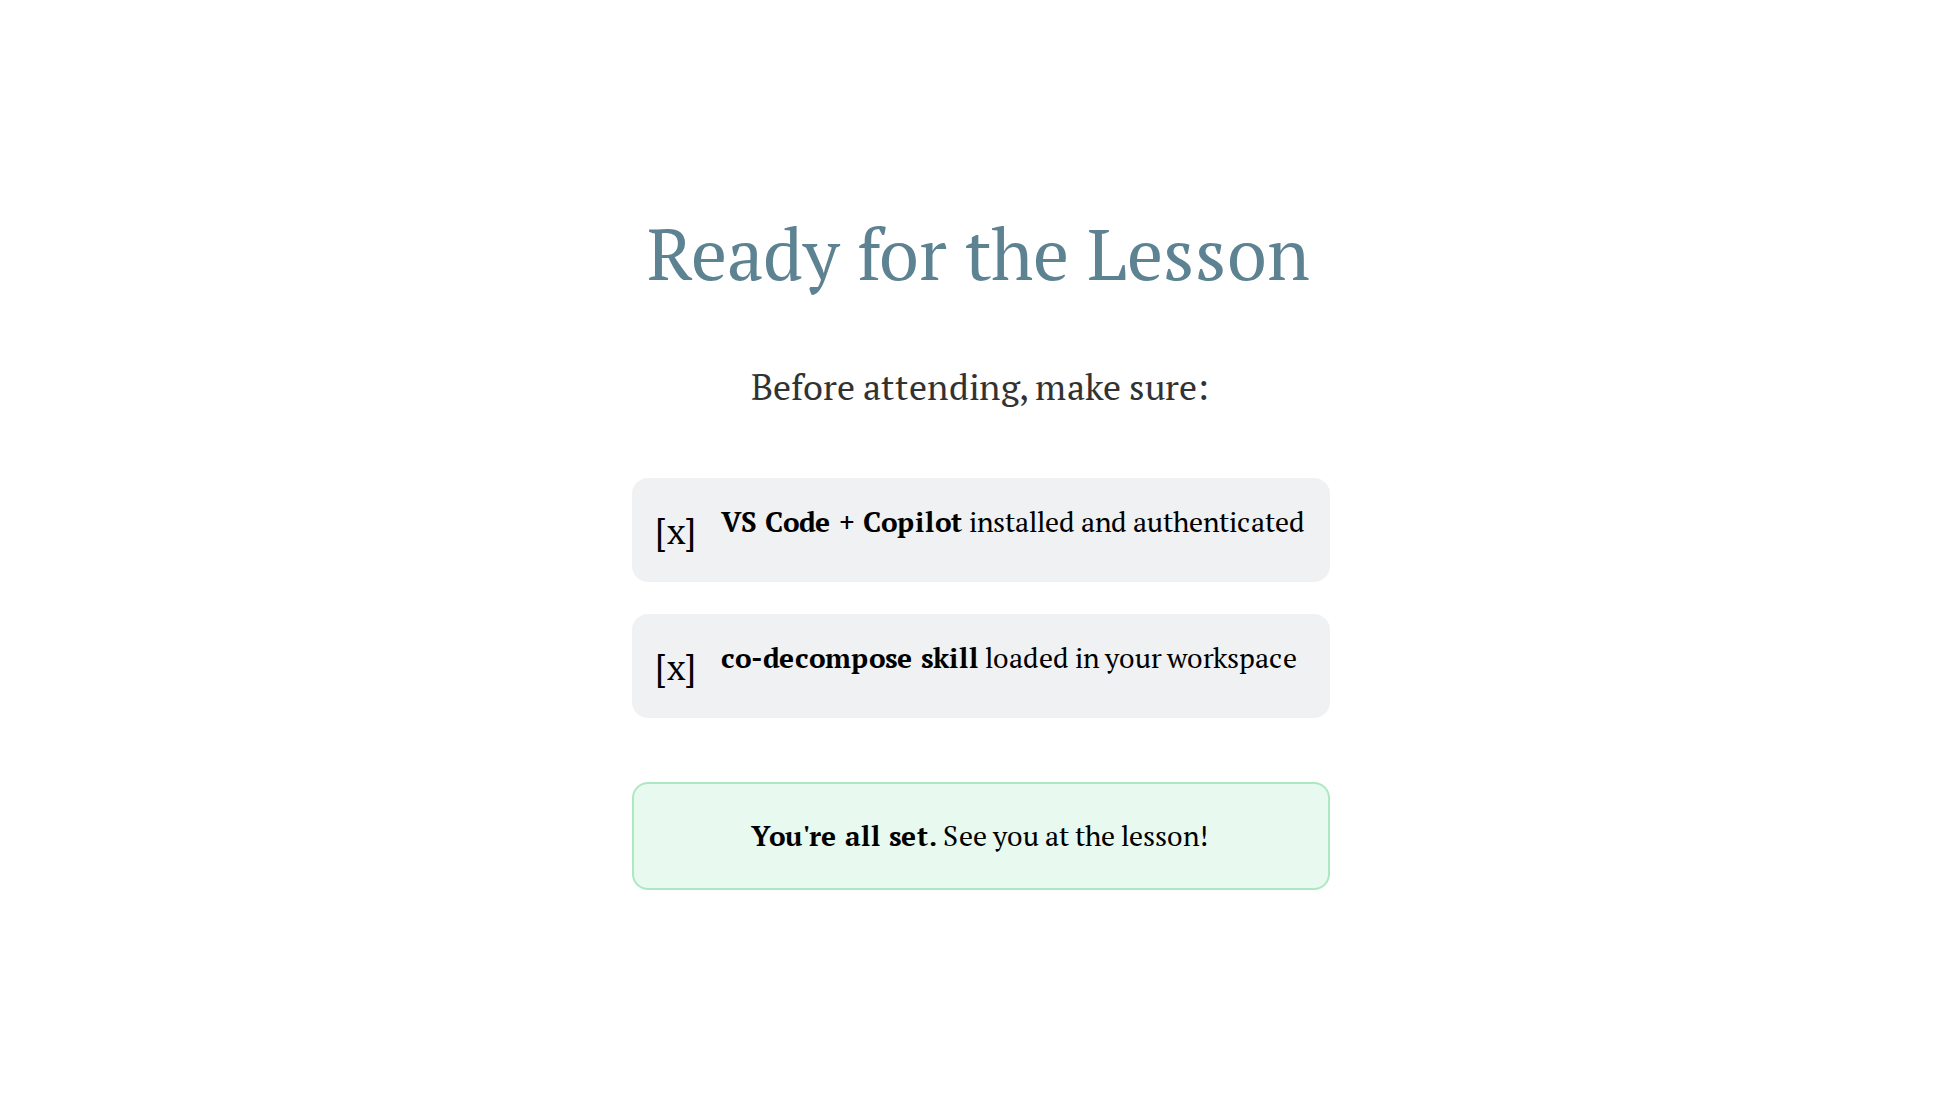 Ready for the Lesson
Before attending, make sure:
[x] VS Code + Copilot installed and authenticated
[x] co-decompose skill loaded in your workspace
You're all set. See you at the lesson!